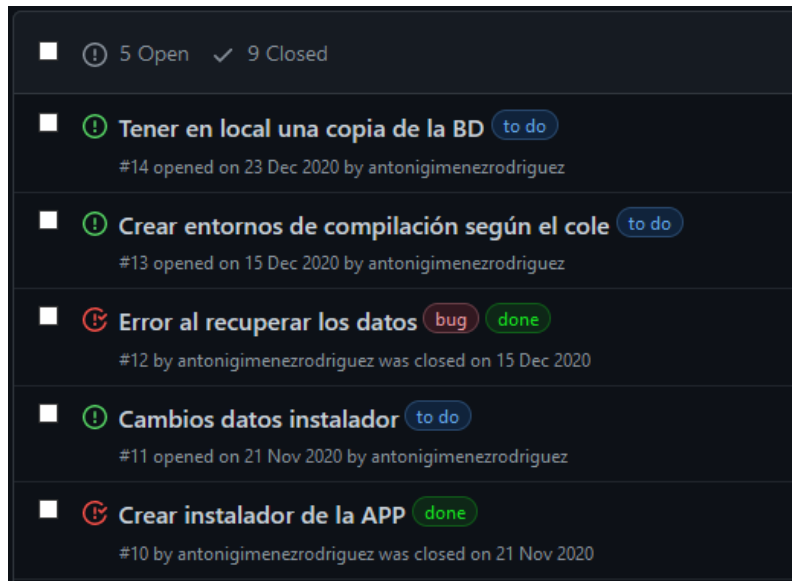 5 Open 9 Closed
Tener en local una copia de la BD to do
#14 opened on 23 Dec 2020 by antonigimenezrodriguez
Crear entornos de compilación según el cole to do
#13 opened on 15 Dec 2020 by antonigimenezrodriguez
Error al recuperar los datos bug done
#12 by antonigimenezrodriguez was closed on 15 Dec 2020
Cambios datos instalador to do
#11 opened on 21 Nov 2020 by antonigimenezrodriguez
Crear instalador de la APP done
#10 by antonigimenezrodriguez was closed on 21 Nov 2020